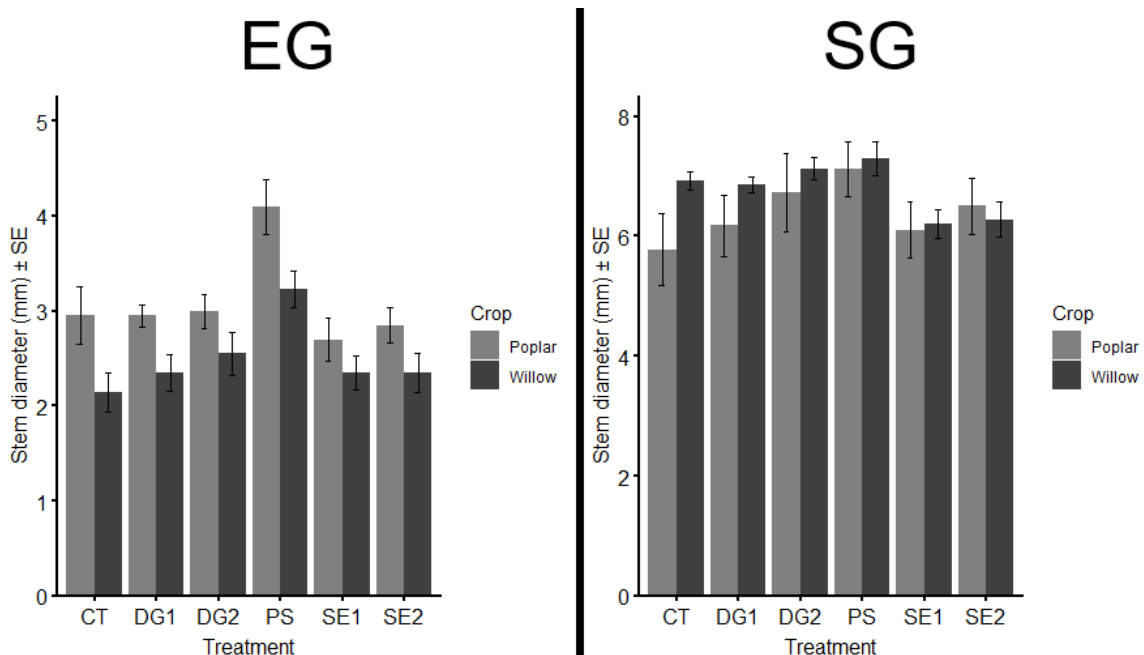 EG
Stem diameter (mm) ± SE
5
4
3
2
1
0
CT DG1 DG2 PS SE1 SE2
Treatment
Crop
Poplar
Willow
SG
Stem diameter (mm) ± SE
8
6
4
2
0
CT DG1 DG2 PS SE1 SE2
Treatment
Crop
Poplar
Willow